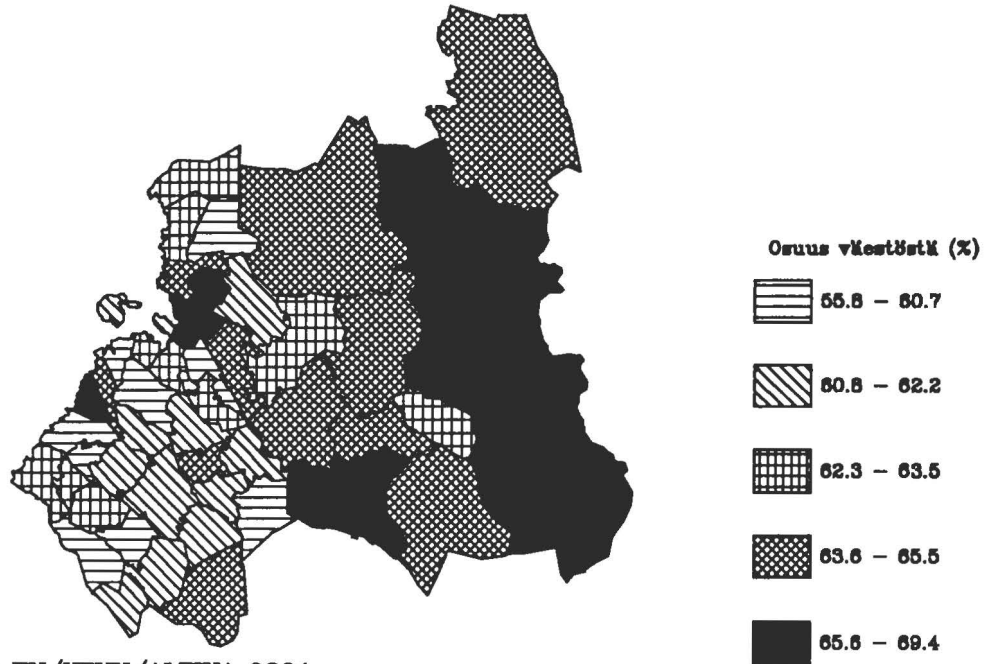 Osuus väestöstä (%)
55.6 – 60.7
60.8 – 62.2
62.3 – 63.5
63.6 – 65.5
65.6 – 69.4